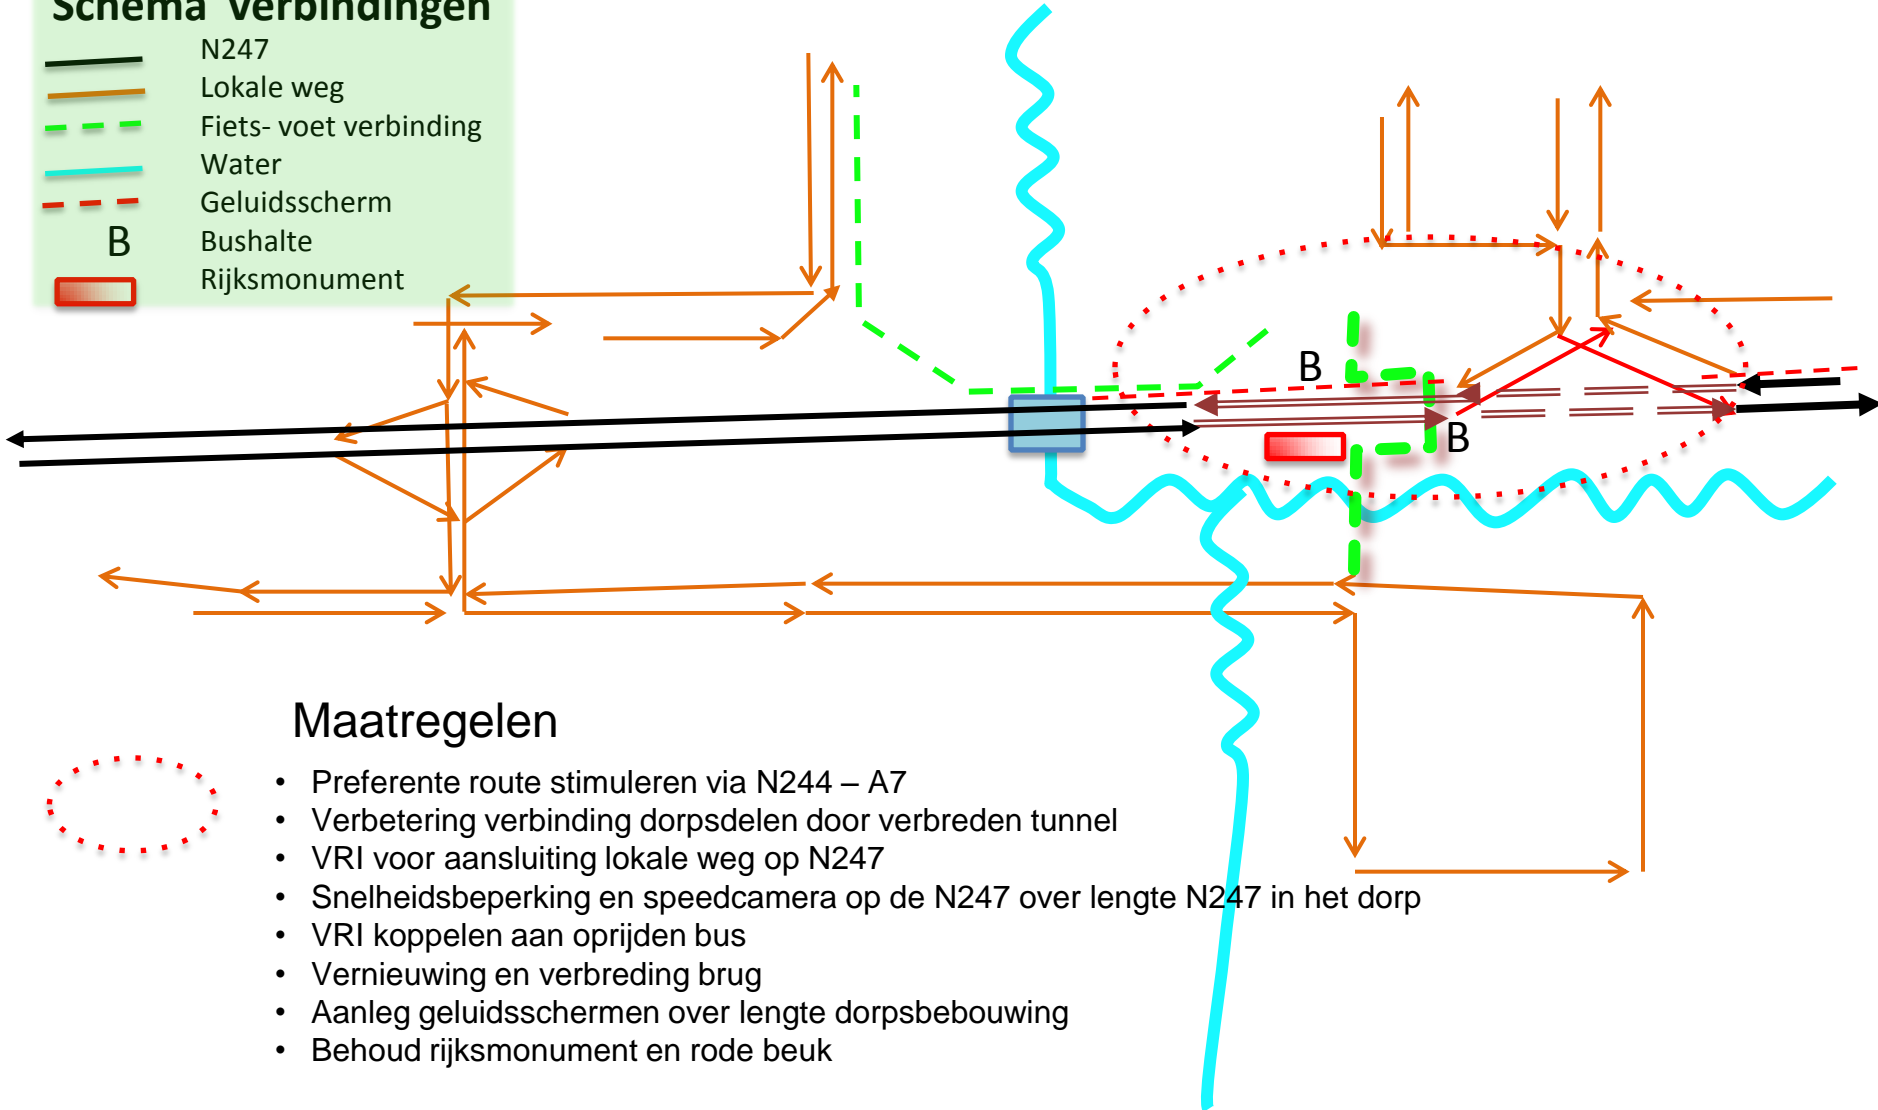 Schema verbindingen
N247
Lokale weg
Fiets- voet verbinding
Water
Geluidsscherm
B Bushalte
Rijksmonument
B
B
Maatregelen
• Preferente route stimuleren via N244 – A7
• Verbetering verbinding dorpsdelen door verbreden tunnel
• VRI voor aansluiting lokale weg op N247
• Snelheidsbeperking en speedcamera op de N247 over lengte N247 in het dorp
• VRI koppelen aan oprijden bus
• Vernieuwing en verbreding brug
• Aanleg geluidsschermen over lengte dorpsbebouwing
• Behoud rijksmonument en rode beuk